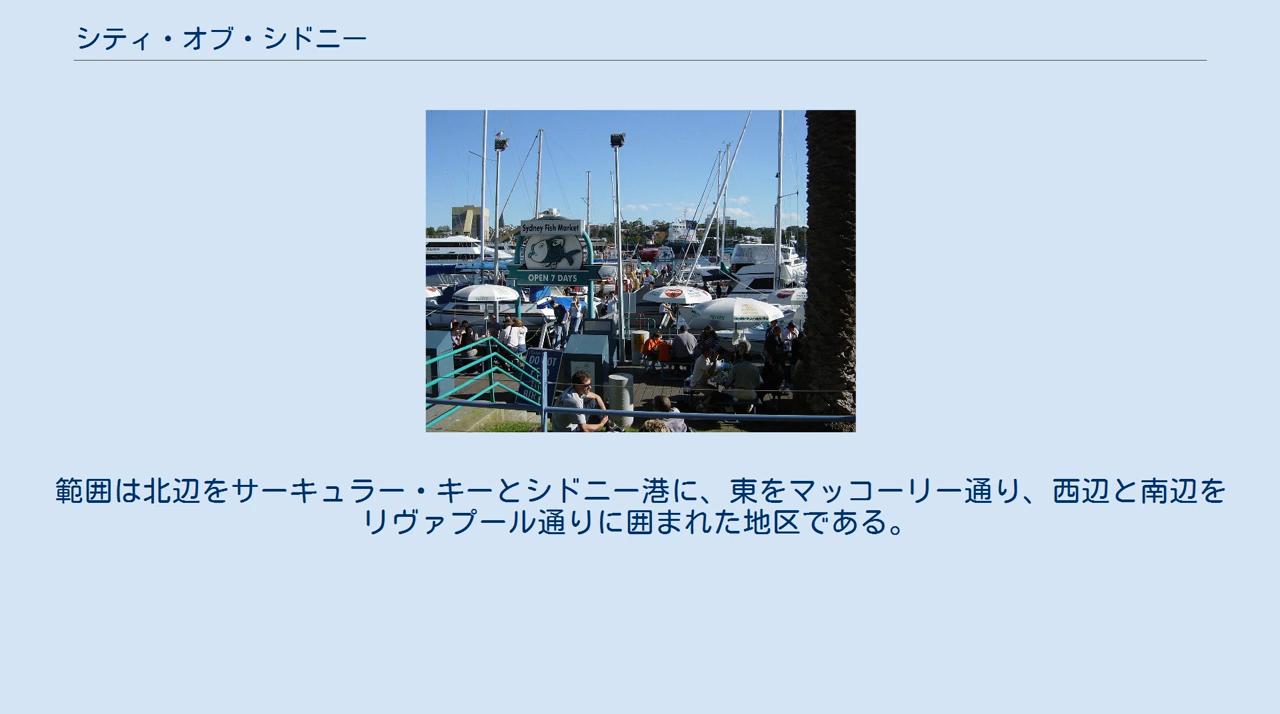 シティ・オブ・シドニー
Sydney Fish Market
OPEN 7 DAYS
DO NOT
範囲は北辺をサーキュラー・キーとシドニー港に、東をマッコーリー通り、西辺と南辺を
リヴァプール通りに囲まれた地区である。